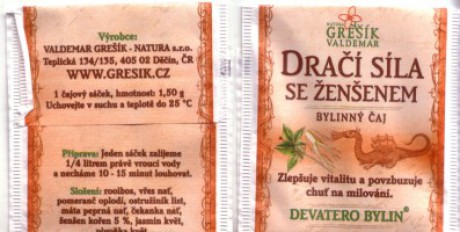 Výrobce:
VALDEMAR GREŠÍK - NATURA s.r.o.
Teplická 134/135, 405 02 Děčín, ČR
WWW.GRESIK.CZ
1 čajový sáček, hmotnost: 1,50 g
Uchovejte v suchu a teplotě do 25 °C
Příprava: Jeden sáček zalijeme
1/4 litrem právě vroucí vody
a necháme 10 - 15 minut louhovat.
Složení: rooibos, vřes nať,
pomeranč oplodí, ostružiník list,
máta peprná nať, čekanka nať,
ženšen kořen 5 %, jasmín květ,
NATURA
GREŠÍK
VALDEMAR
DRAČÍ SÍLA
SE ŽENŠENEM
BYLINNÝ ČAJ
Zlepšuje vitalitu a povzbuzuje
chuť na milování.
DEVATERO BYLIN®